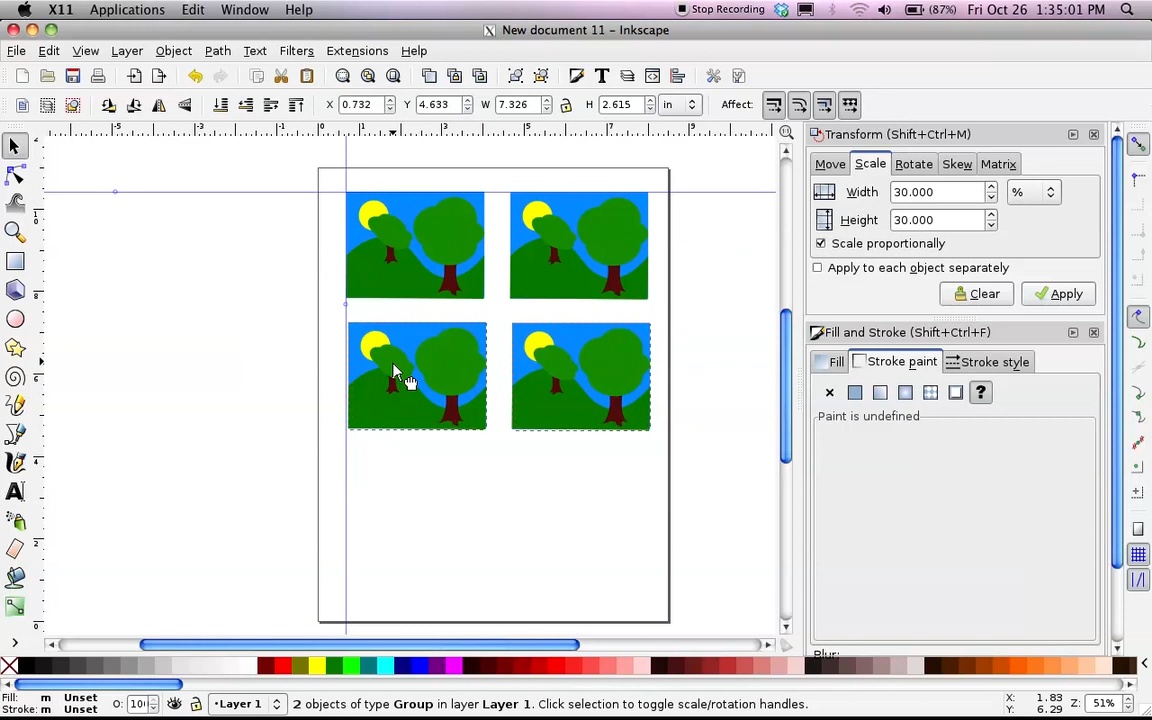 X11 Applications Edit Window Help Stop Recording (87%) Fri Oct 26 1:35:01 PM
New document 11 - Inkscape
File Edit View Layer Object Path Text Filters Extensions Help
X 0.732 Y 4.633 W 7.326 H 2.615 in Affect:
Transform (Shift+Ctrl+M)
Move Scale Rotate Skew Matrix
Width 30.000 %
Height 30.000
Scale proportionally
Apply to each object separately
Clear Apply
Fill and Stroke (Shift+Ctrl+F)
Fill Stroke paint Stroke style
Paint is undefined
Fill: m Unset
Stroke: m Unset
O: 10
Layer 1
2 objects of type Group in layer Layer 1. Click selection to toggle scale/rotation handles.
X: 1.83
Y: 6.29
Z: 51%